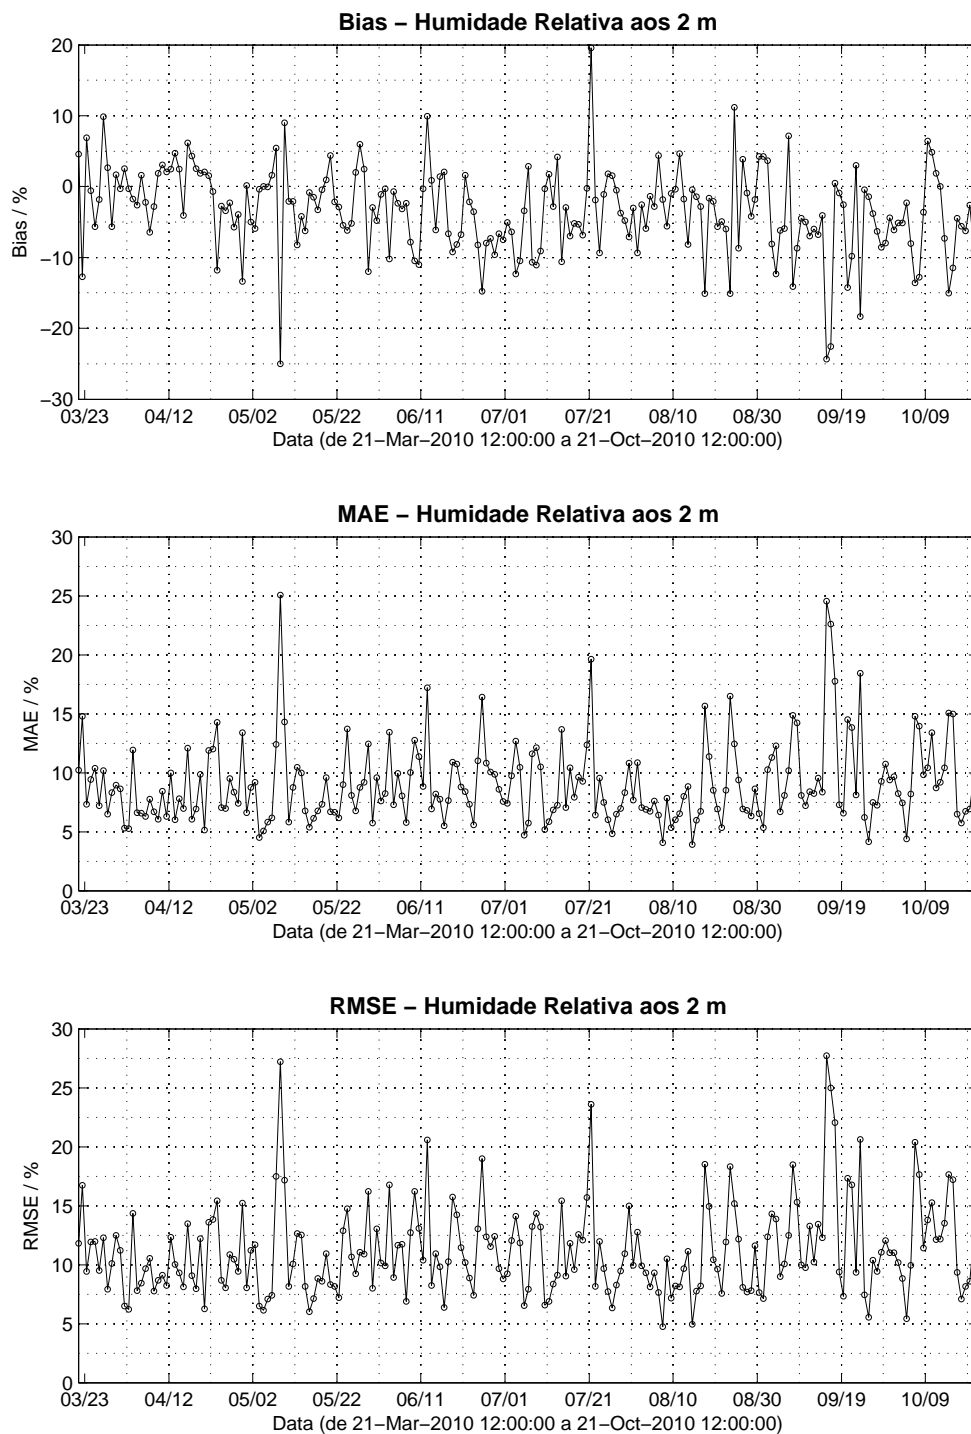 Bias − Humidade Relativa aos 2 m
20
10
0
−10
−20
−30
Bias / %
03/23 04/12 05/02 05/22 06/11 07/01 07/21 08/10 08/30 09/19 10/09
Data (de 21−Mar−2010 12:00:00 a 21−Oct−2010 12:00:00)
MAE − Humidade Relativa aos 2 m
30
25
20
15
10
5
0
MAE / %
03/23 04/12 05/02 05/22 06/11 07/01 07/21 08/10 08/30 09/19 10/09
Data (de 21−Mar−2010 12:00:00 a 21−Oct−2010 12:00:00)
RMSE − Humidade Relativa aos 2 m
30
25
20
15
10
5
0
RMSE / %
03/23 04/12 05/02 05/22 06/11 07/01 07/21 08/10 08/30 09/19 10/09
Data (de 21−Mar−2010 12:00:00 a 21−Oct−2010 12:00:00)